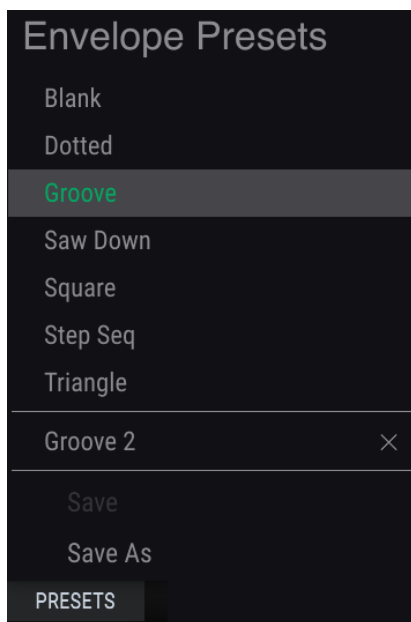 Envelope Presets
Blank
Dotted
Groove
Saw Down
Square
Step Seq
Triangle
Groove 2
Save
Save As
PRESETS